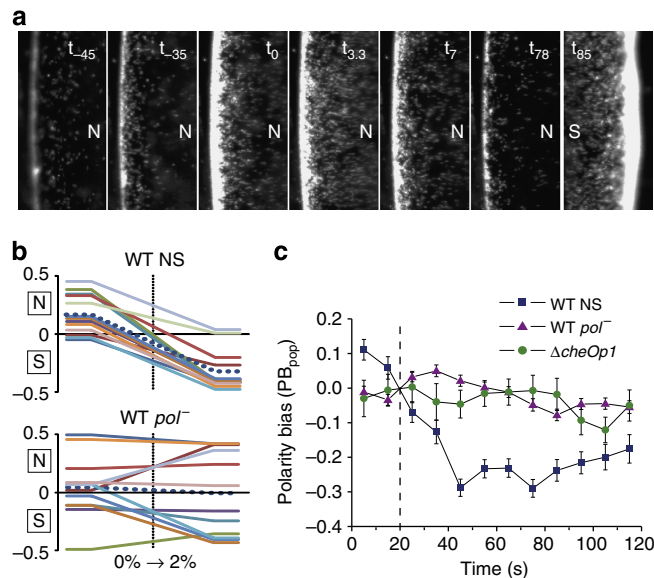 a
t₋₄₅ t₋₃₅ t₀ t₃.₃ t₇ t₇₈ t₈₅
N N N N N N S
b
WT NS
0.5
N
0
S
−0.5
WT pol⁻
0.5
N
0
S
−0.5
0% → 2%
c
WT NS
WT pol⁻
ΔcheOp1
Polarity bias (PBpop)
0.2
0.1
0.0
−0.1
−0.2
−0.3
−0.4
0 20 40 60 80 100 120
Time (s)